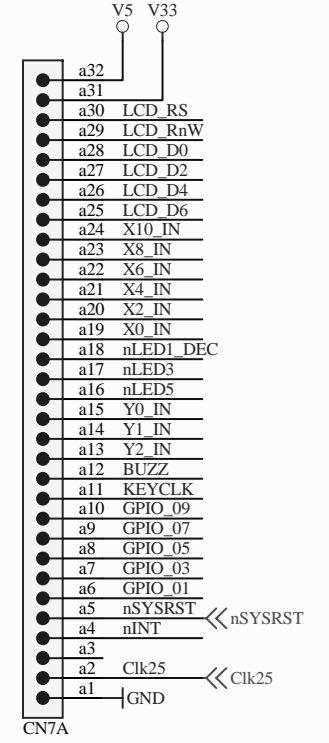 V5 V33
a32
a31
a30 LCD_RS
a29 LCD_RnW
a28 LCD_D0
a27 LCD_D2
a26 LCD_D4
a25 LCD_D6
a24 X10_IN
a23 X8_IN
a22 X6_IN
a21 X4_IN
a20 X2_IN
a19 X0_IN
a18 nLED1_DEC
a17 nLED3
a16 nLED5
a15 Y0_IN
a14 Y1_IN
a13 Y2_IN
a12 BUZZ
a11 KEYCLK
a10 GPIO_09
a9 GPIO_07
a8 GPIO_05
a7 GPIO_03
a6 GPIO_01
a5 nSYSRST nSYSRST
a4 nINT
a3
a2 Clk25 Clk25
a1 GND
CN7A